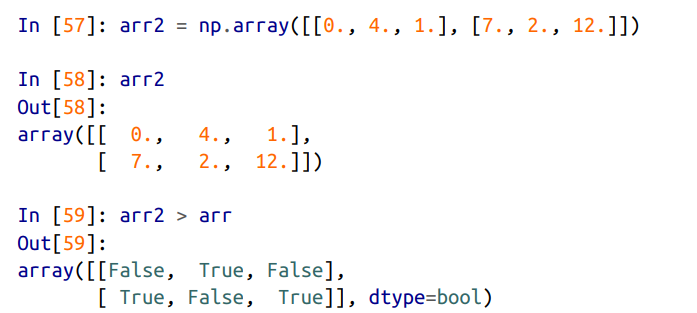 In [57]: arr2 = np.array([[0., 4., 1.], [7., 2., 12.]])
In [58]: arr2
Out[58]:
array([[  0.,   4.,   1.],
       [  7.,   2.,  12.]])
In [59]: arr2 > arr
Out[59]:
array([[False,  True, False],
       [ True, False,  True]], dtype=bool)